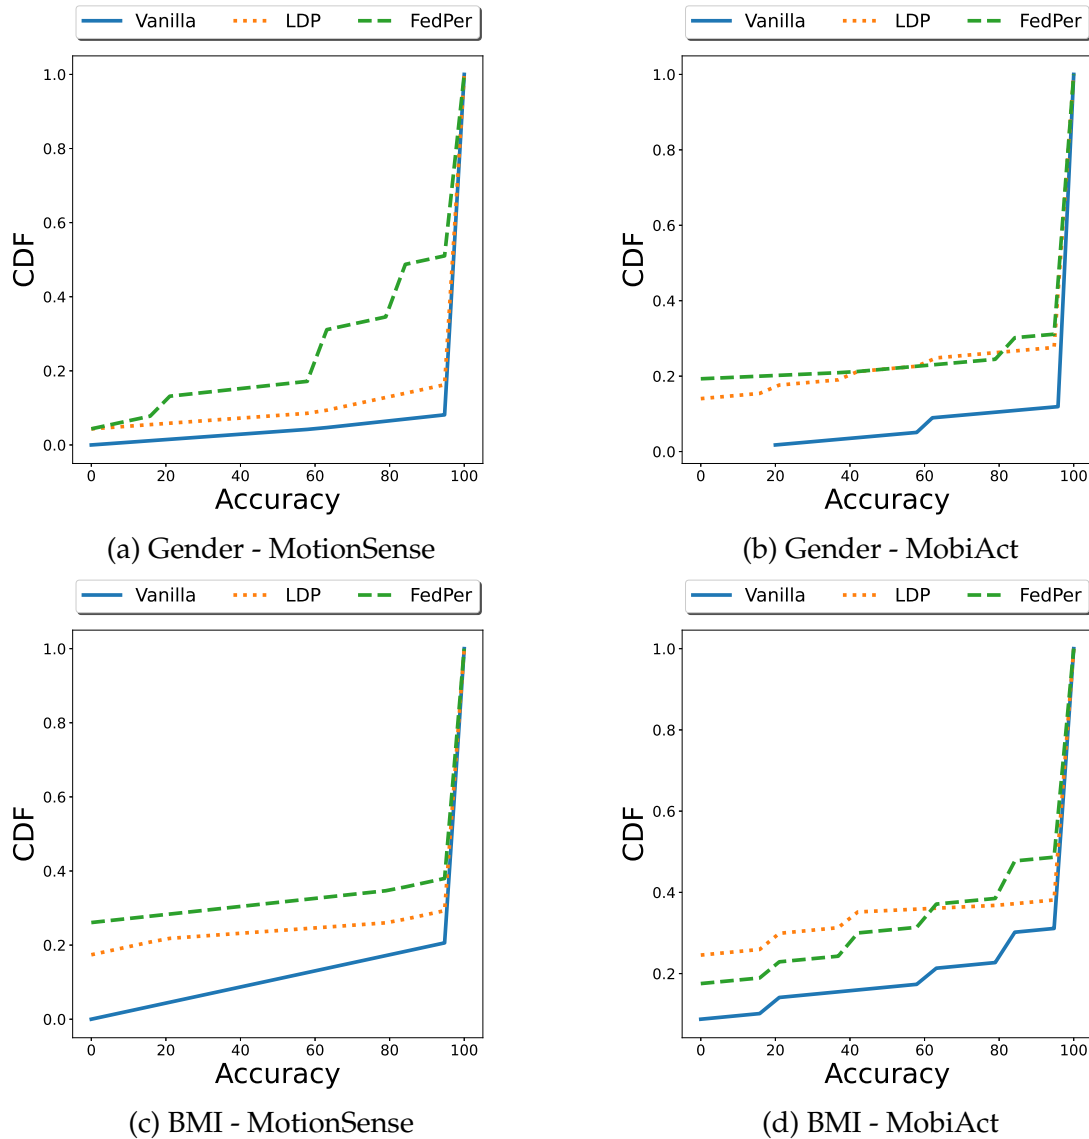 Vanilla LDP FedPer
Vanilla LDP FedPer
1.0
0.8
0.6
0.4
0.2
0.0
CDF
0 20 40 60 80 100
Accuracy
1.0
0.8
0.6
0.4
0.2
0.0
CDF
0 20 40 60 80 100
Accuracy
(a) Gender - MotionSense
(b) Gender - MobiAct
Vanilla LDP FedPer
Vanilla LDP FedPer
1.0
0.8
0.6
0.4
0.2
0.0
CDF
0 20 40 60 80 100
Accuracy
1.0
0.8
0.6
0.4
0.2
CDF
0 20 40 60 80 100
Accuracy
(c) BMI - MotionSense
(d) BMI - MobiAct